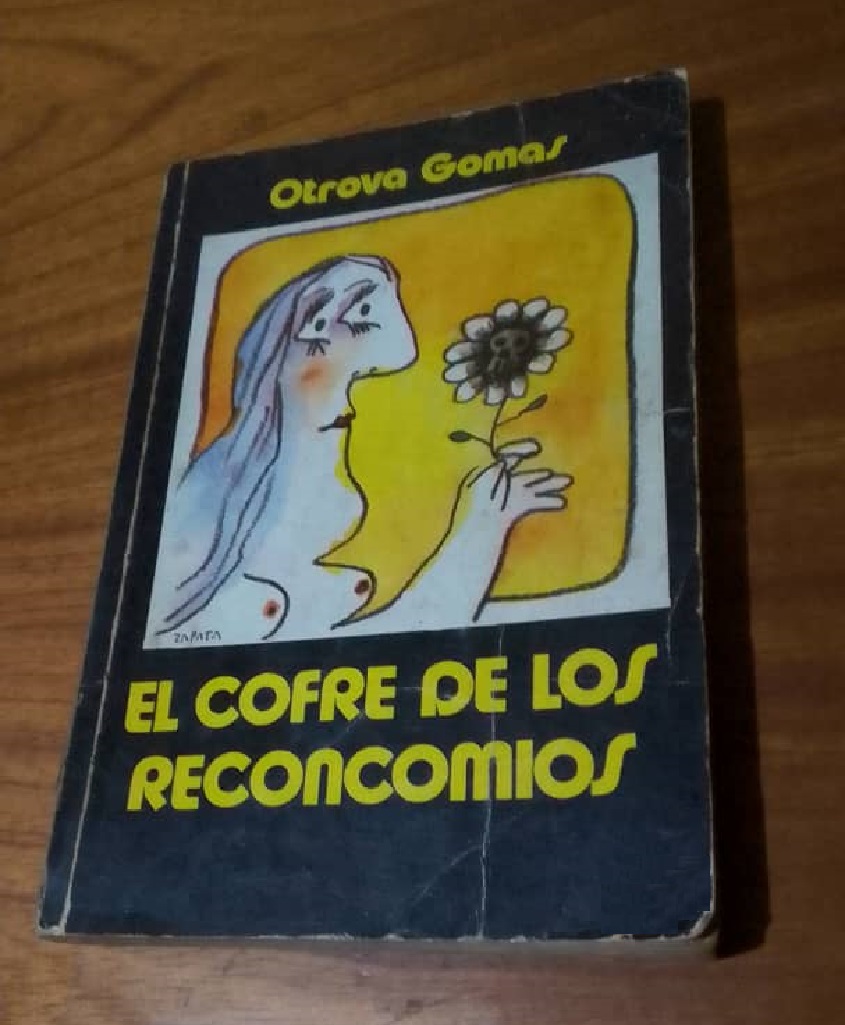 Otrova Gomas
ZAPATA
EL COFRE DE LOS
RECONCOMIOS